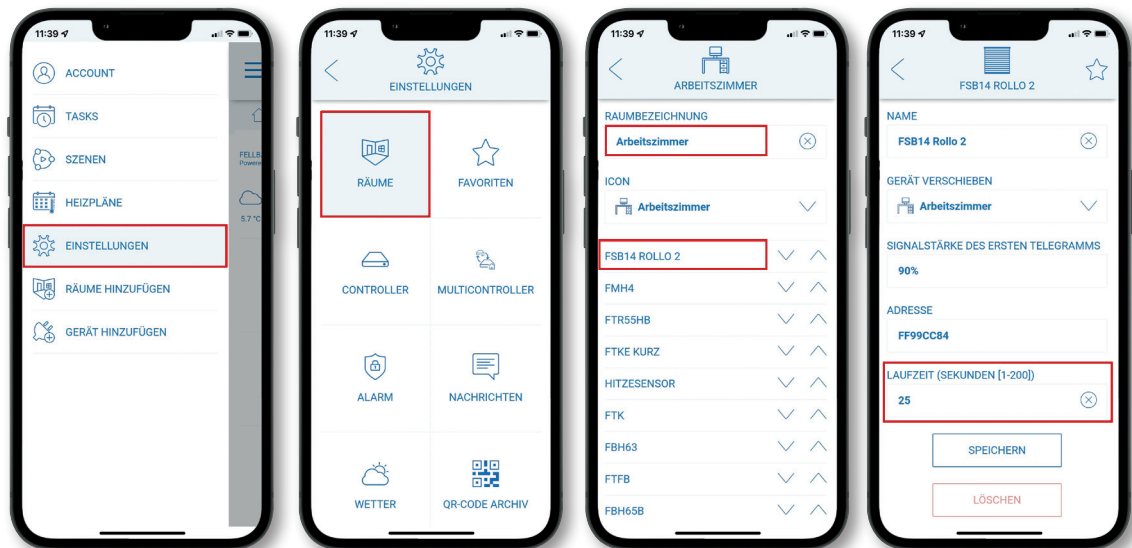 11:39
ACCOUNT
TASKS
SZENEN
HEIZPLÄNE
EINSTELLUNGEN
RÄUME HINZUFÜGEN
GERÄT HINZUFÜGEN
FELLB
Powere
5.7 °C
11:39
EINSTELLUNGEN
RÄUME
FAVORITEN
CONTROLLER
MULTICONTROLLER
ALARM
NACHRICHTEN
WETTER
QR-CODE ARCHIV
11:39
ARBEITSZIMMER
RAUMBEZEICHNUNG
Arbeitszimmer
ICON
Arbeitszimmer
FSB14 ROLLO 2
FMH4
FTR55HB
FTKE KURZ
HITZESENSOR
FTK
FBH63
FTFB
FBH65B
11:39
FSB14 ROLLO 2
NAME
FSB14 Rollo 2
GERÄT VERSCHIEBEN
Arbeitszimmer
SIGNALSTÄRKE DES ERSTEN TELEGRAMMS
90%
ADRESSE
FF99CC84
LAUFZEIT (SEKUNDEN [1-200])
25
SPEICHERN
LÖSCHEN